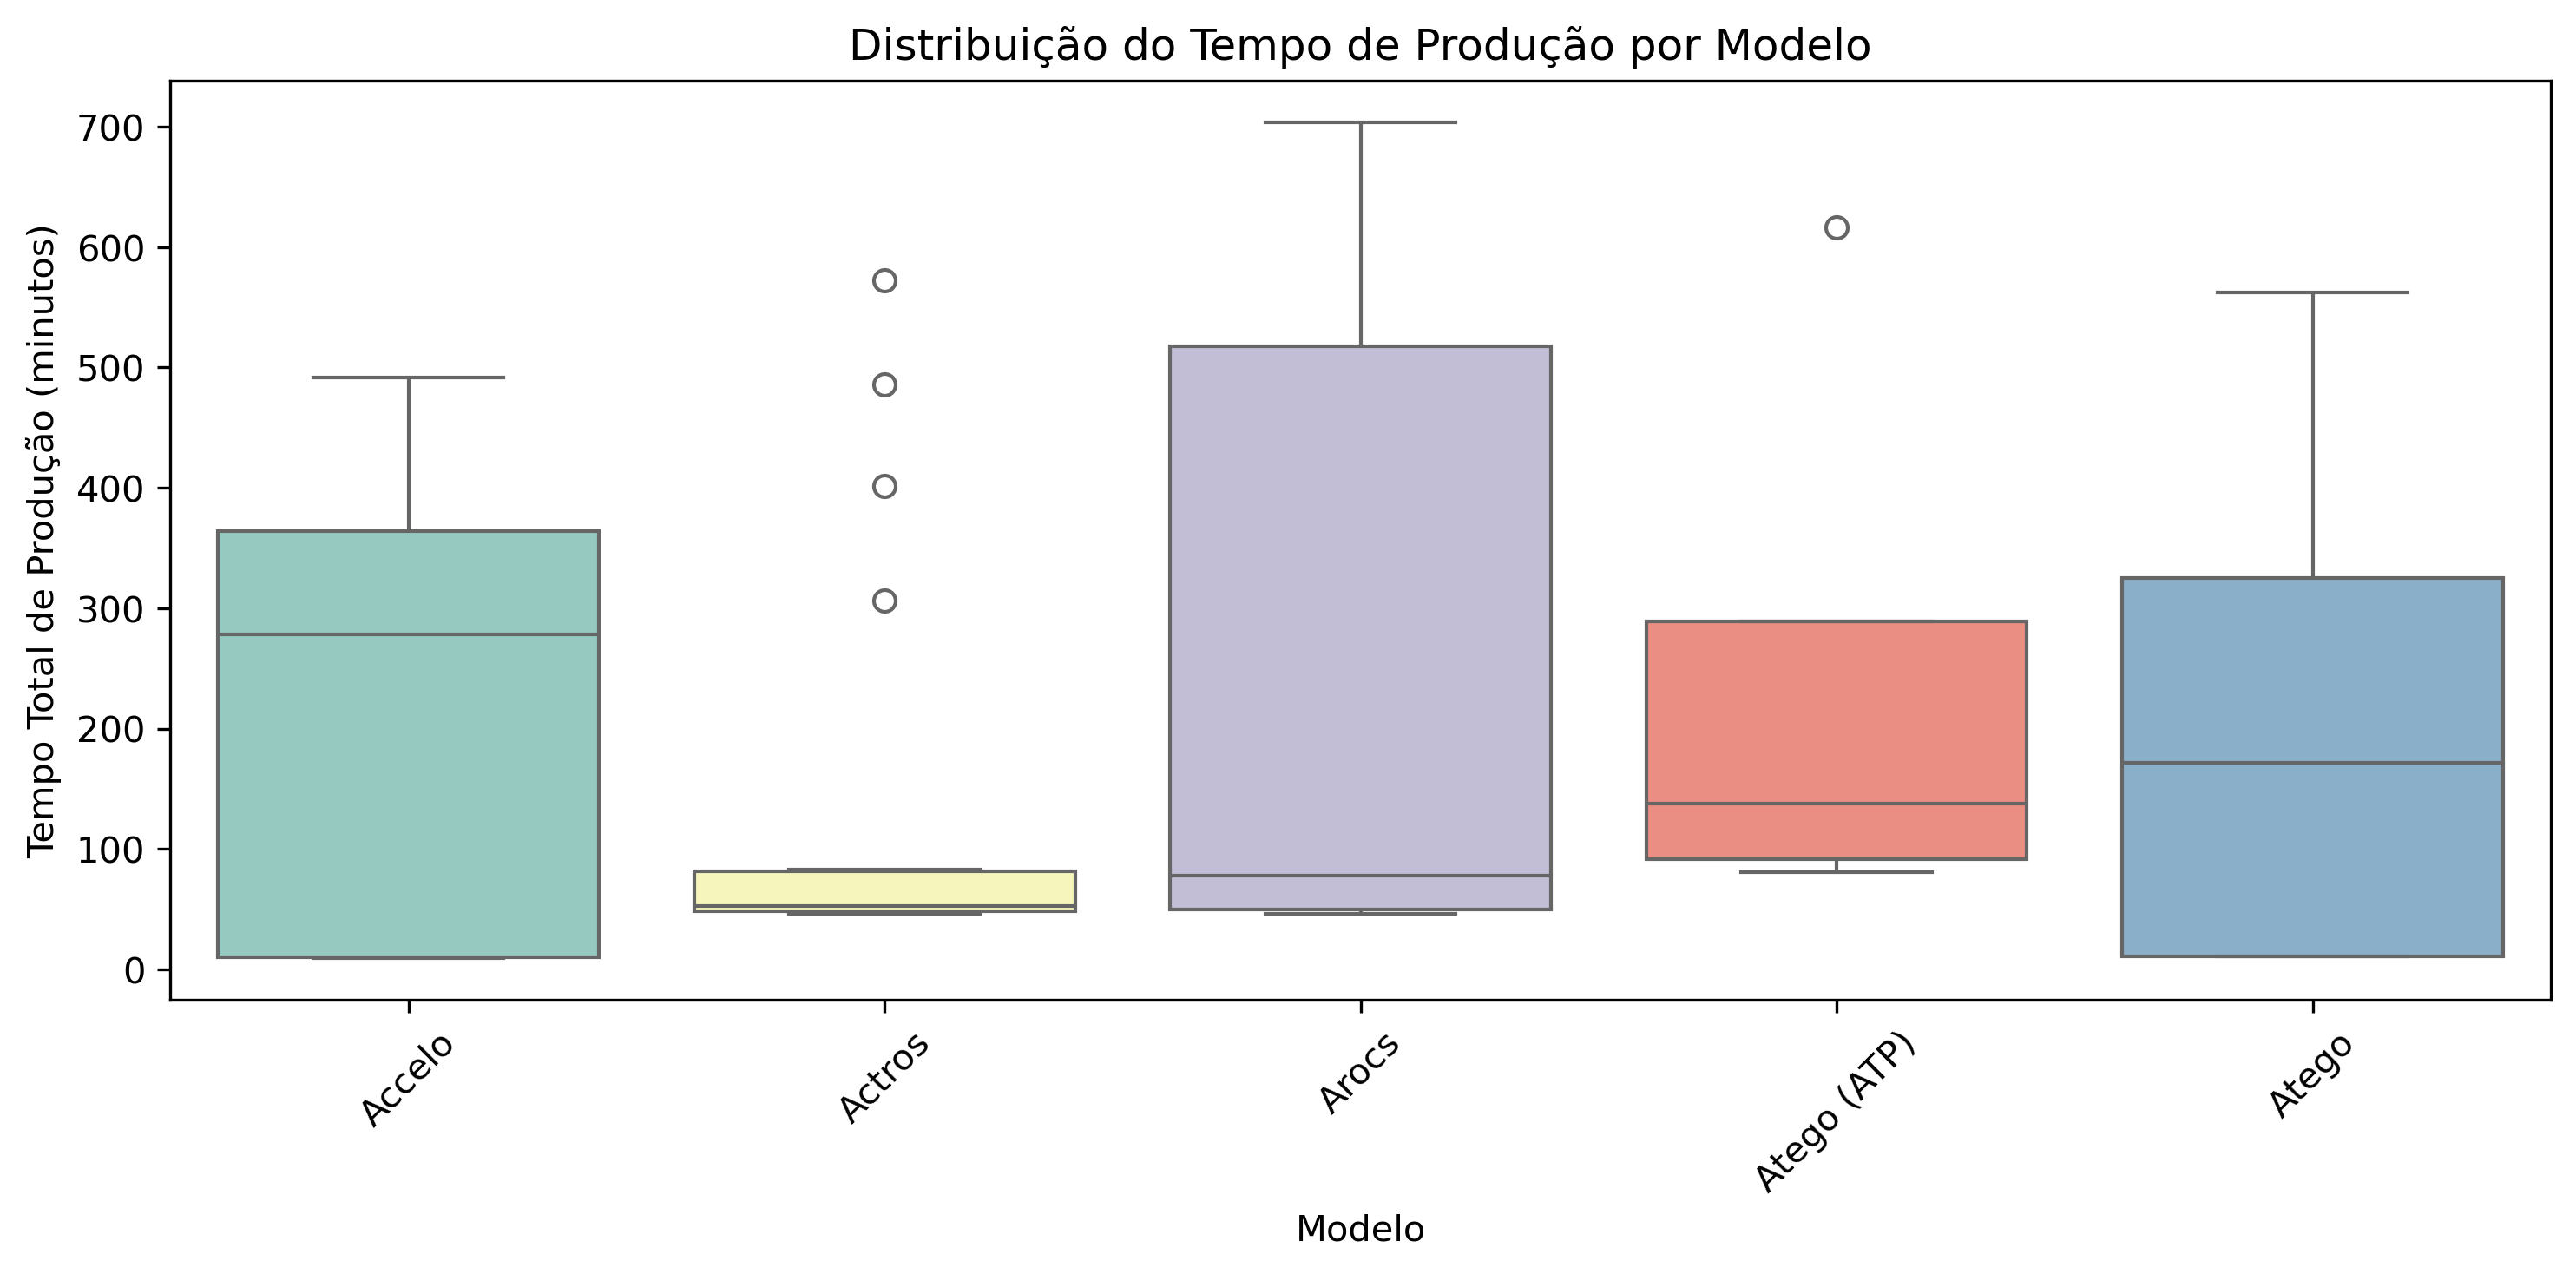 Distribuição do Tempo de Produção por Modelo
Tempo Total de Produção (minutos)
700
600
500
400
300
200
100
0
Accelo
Actros
Arocs
Atego (ATP)
Atego
Modelo